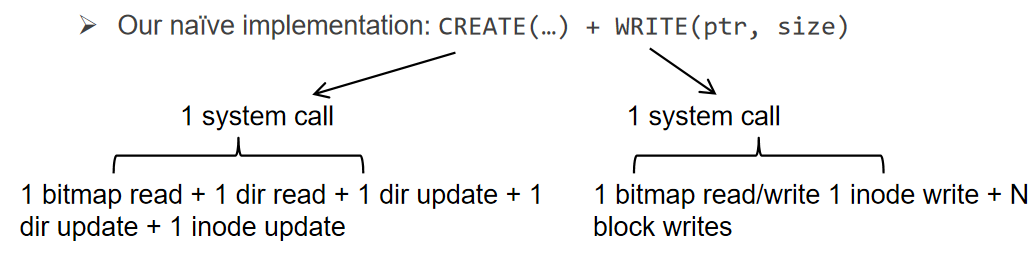 ➢ Our naïve implementation: CREATE(…) + WRITE(ptr, size)
1 system call
1 bitmap read + 1 dir read + 1 dir update + 1
dir update + 1 inode update
1 system call
1 bitmap read/write 1 inode write + N
block writes